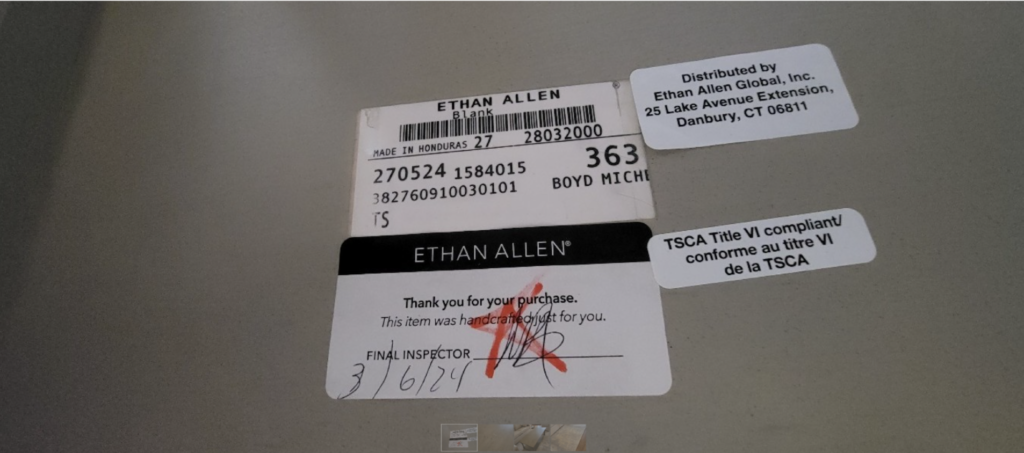 ETHAN ALLEN
Blank
MADE IN HONDURAS 27 28032000
270524 1584015 363
382760910030101 BOYD MICHE
TS
Distributed by
Ethan Allen Global, Inc.
25 Lake Avenue Extension,
Danbury, CT 06811
TSCA Title VI compliant/
conforme au titre VI
de la TSCA
ETHAN ALLEN®
Thank you for your purchase.
This item was handcrafted just for you.
FINAL INSPECTOR
3/6/24